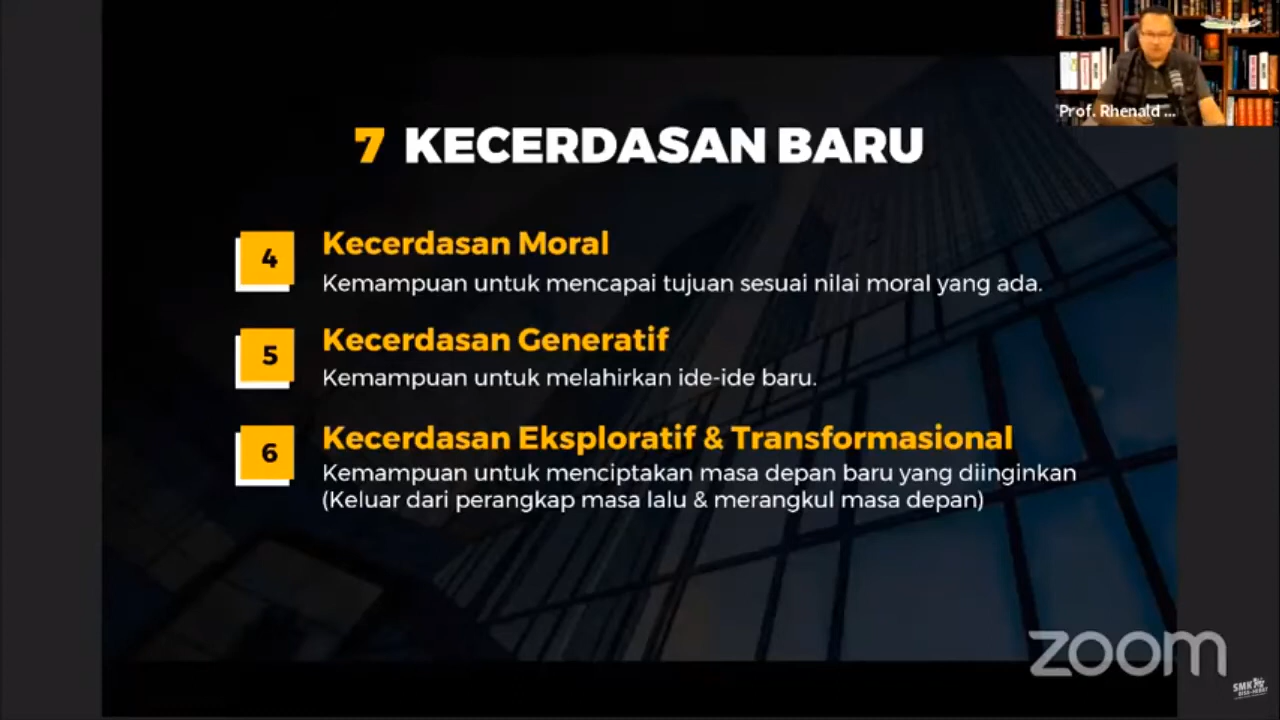 Prof. Rhenald ...
7 KECERDASAN BARU
4
Kecerdasan Moral
Kemampuan untuk mencapai tujuan sesuai nilai moral yang ada.
5
Kecerdasan Generatif
Kemampuan untuk melahirkan ide-ide baru.
6
Kecerdasan Eksploratif & Transformasional
Kemampuan untuk menciptakan masa depan baru yang diinginkan
(Keluar dari perangkap masa lalu & merangkul masa depan)
zoom
SMK